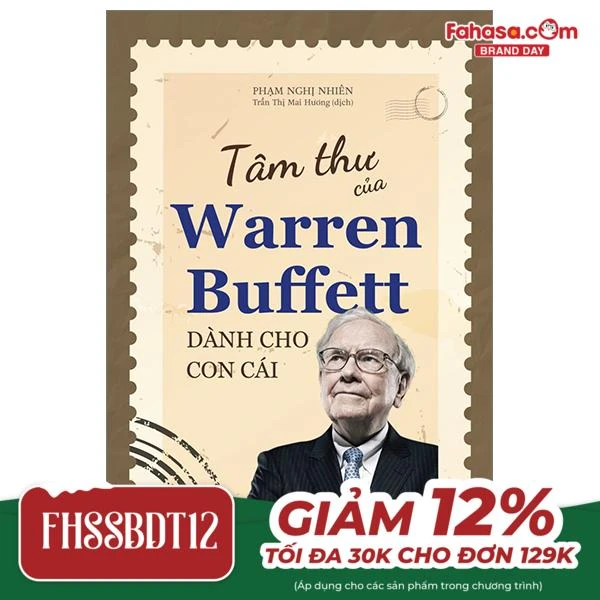 Fahasa.com
BRAND DAY
PHẠM NGHỊ NHIÊN
Trần Thị Mai Hương (dịch)
Tâm thư
của
Warren
Buffett
DÀNH CHO
CON CÁI
FHSSBDT12
GIẢM 12%
TỐI ĐA 30K CHO ĐƠN 129K
(Áp dụng cho các sản phẩm trong chương trình)